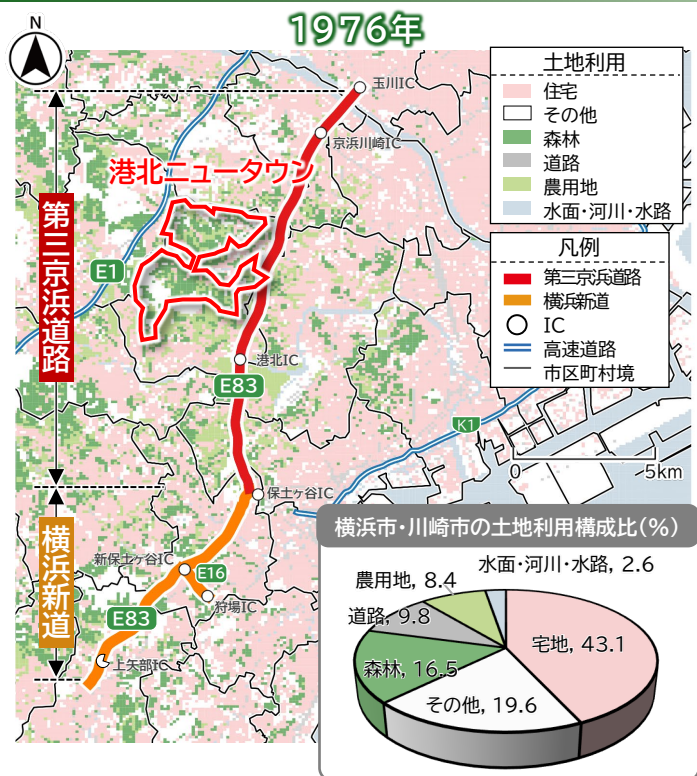 1976年
N
土地利用
住宅
その他
森林
道路
農用地
水面・河川・水路
凡例
第三京浜道路
横浜新道
IC
高速道路
市区町村境
玉川IC
京浜川崎IC
港北ニュータウン
第三京浜道路
E1
港北IC
E83
K1
0 5km
保土ヶ谷IC
横浜新道
新保土ヶ谷IC
E16
狩場IC
E83
上矢部IC
横浜市・川崎市の土地利用構成比(%)
水面・河川・水路, 2.6
農用地, 8.4
道路, 9.8
宅地, 43.1
森林, 16.5
その他, 19.6